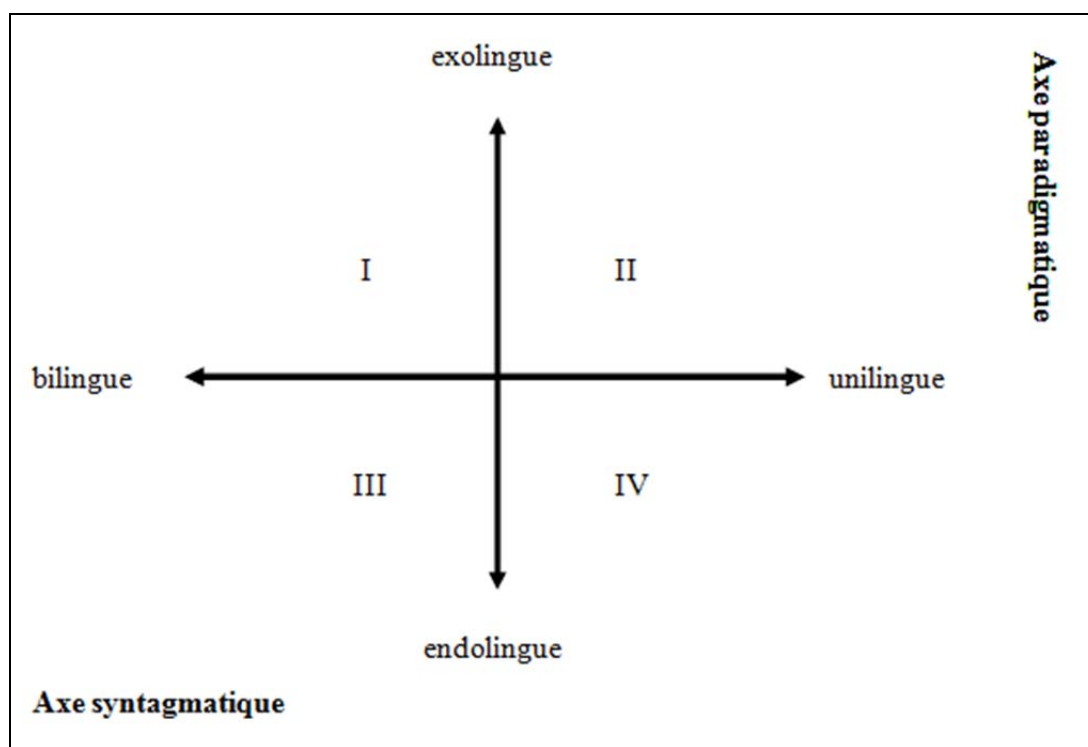 exolingue
Axe paradigmatique
I
II
bilingue
unilingue
III
IV
endolingue
Axe syntagmatique